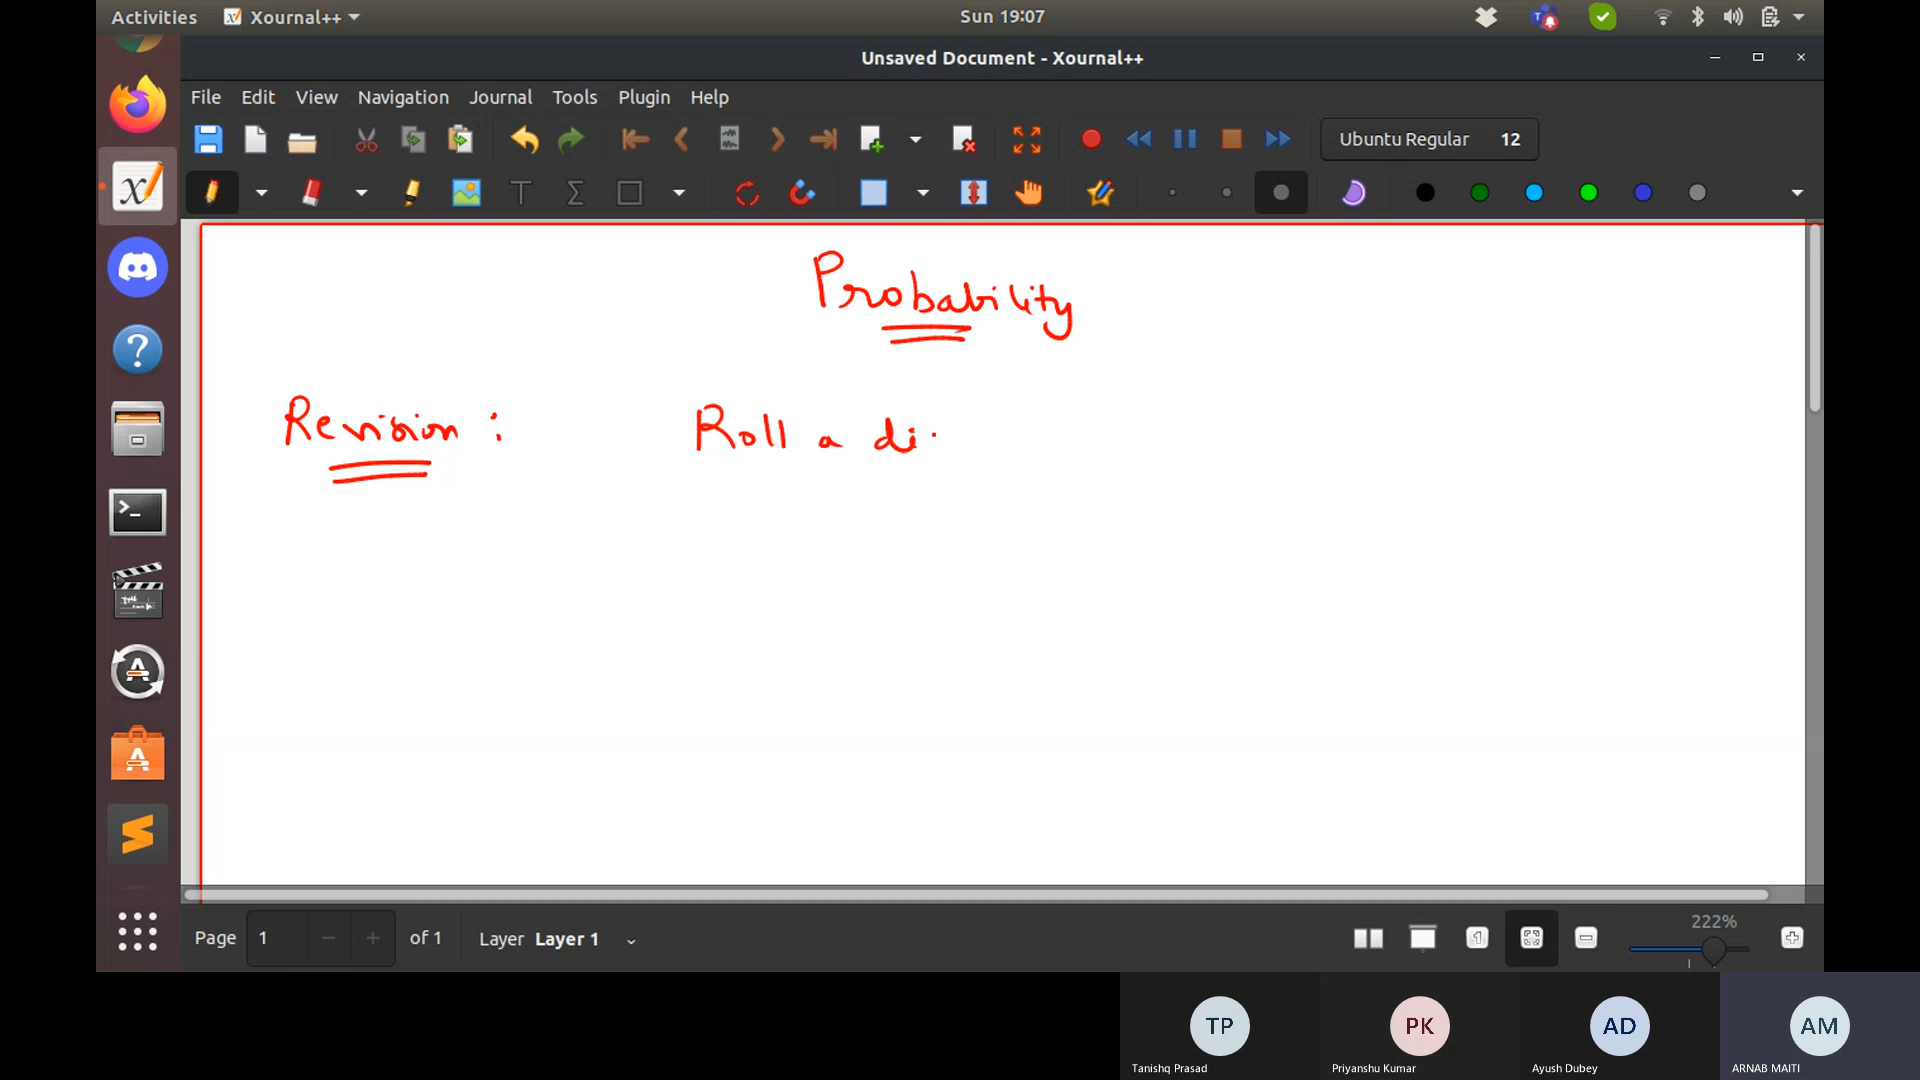 Activities Xournal++ Sun 19:07
Unsaved Document - Xournal++
File Edit View Navigation Journal Tools Plugin Help
Ubuntu Regular 12
Probability
Revision : Roll a di
Page 1 of 1 Layer Layer 1 222%
TP PK AD AM
Tanishq Prasad Priyanshu Kumar Ayush Dubey ARNAB MAITI